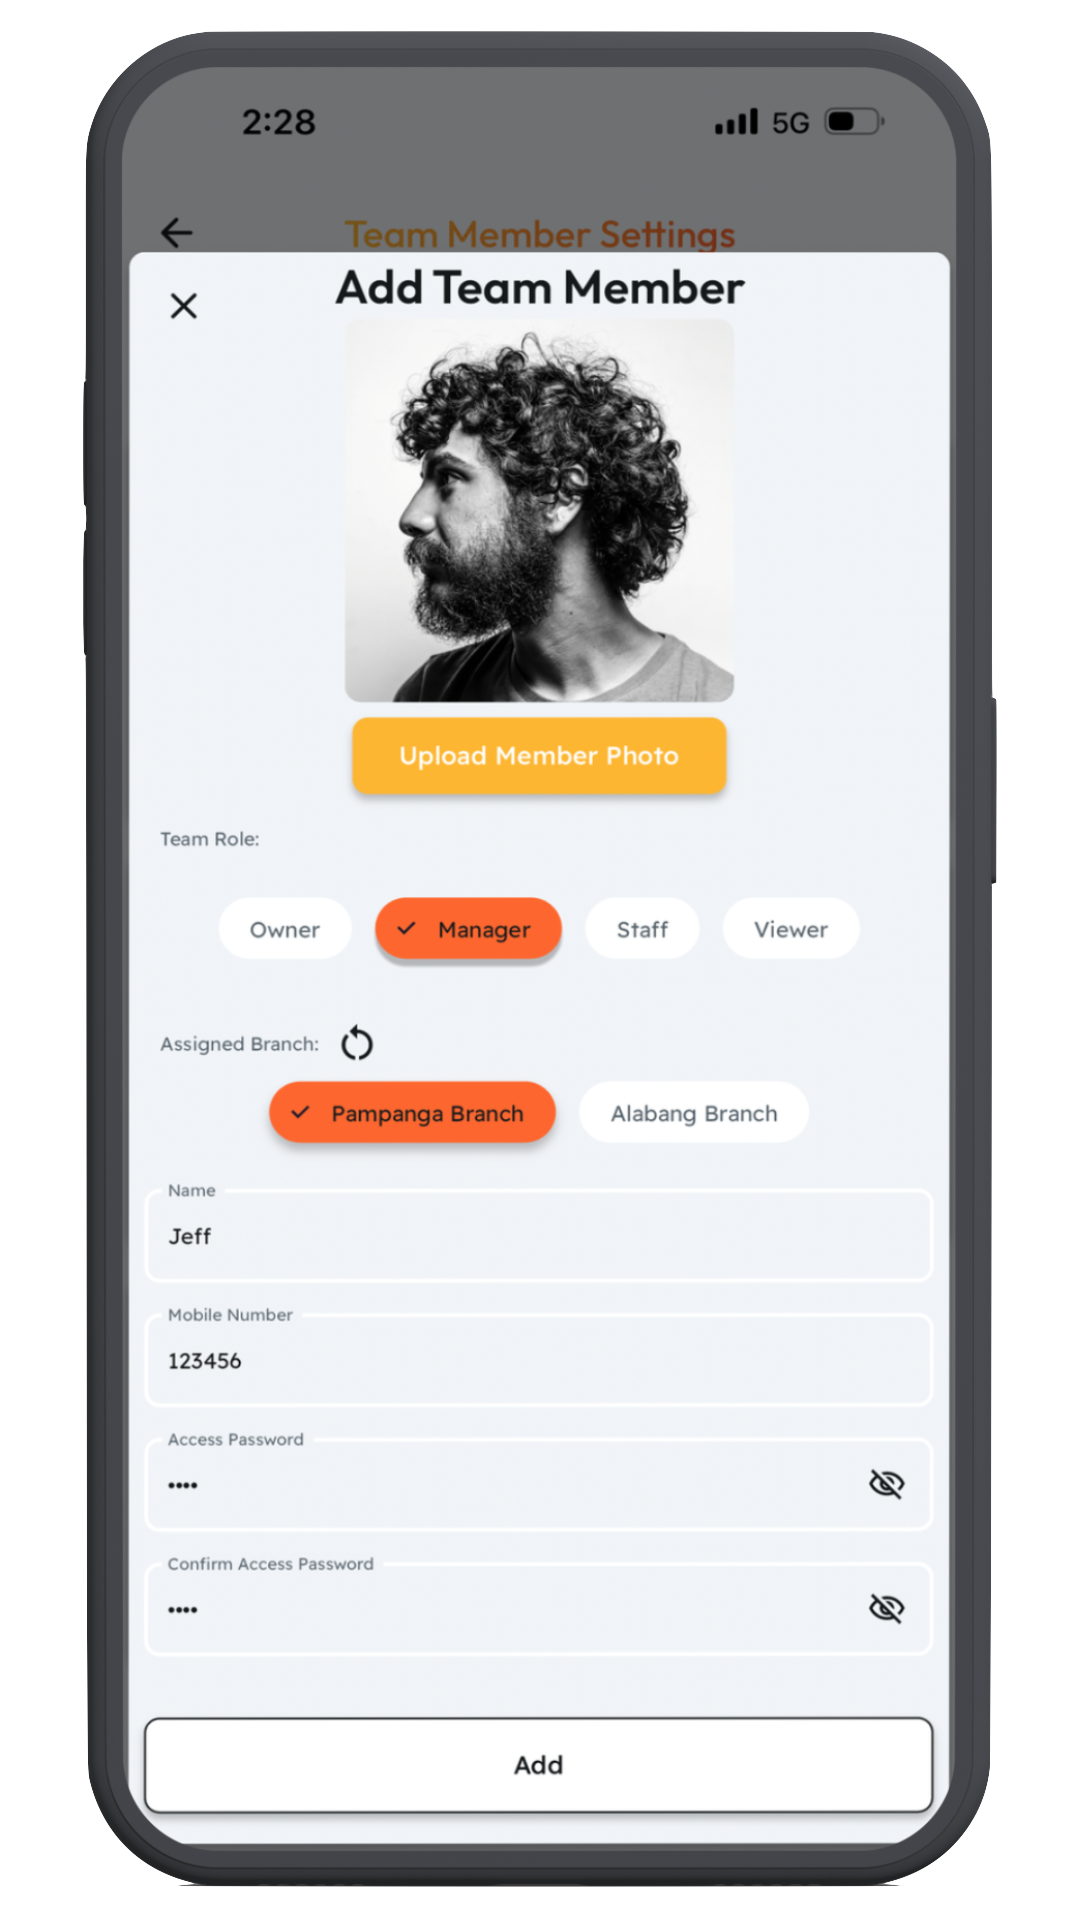 2:28 5G
Team Member Settings
Add Team Member
Upload Member Photo
Team Role:
Owner Manager Staff Viewer
Assigned Branch:
Pampanga Branch Alabang Branch
Name
Jeff
Mobile Number
123456
Access Password
••••
Confirm Access Password
••••
Add